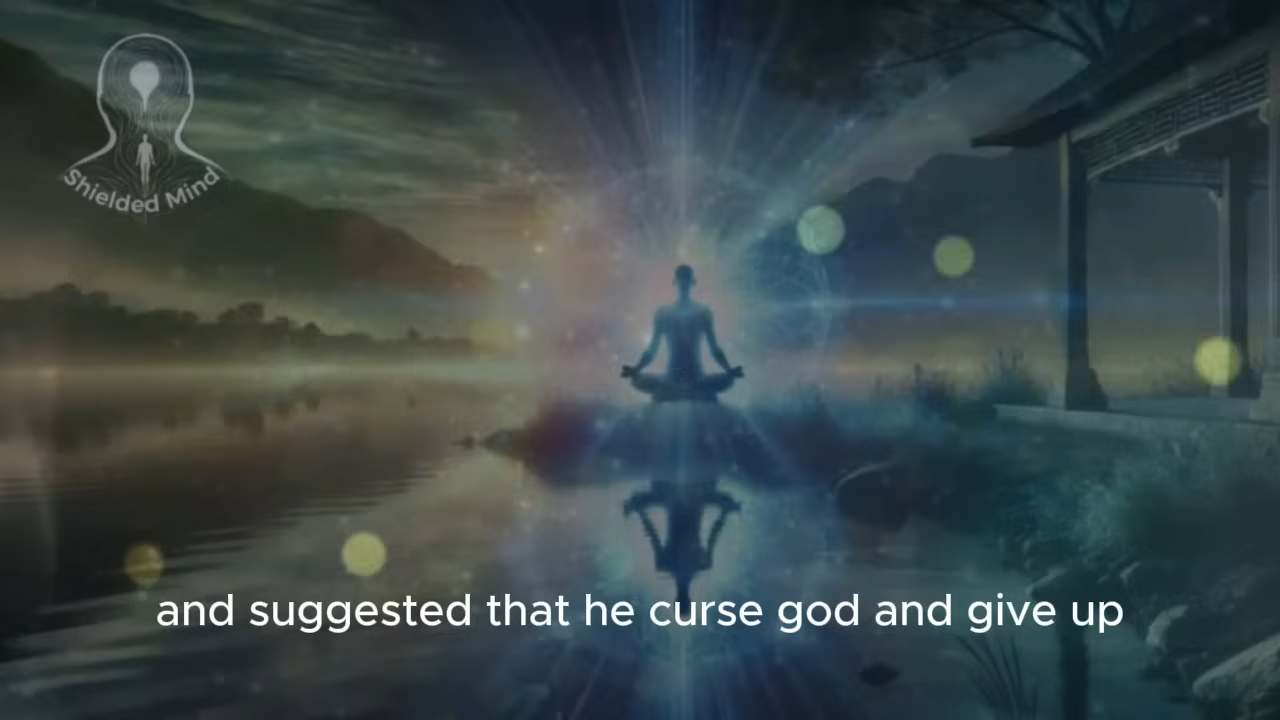 Shielded Mind
and suggested that he curse god and give up